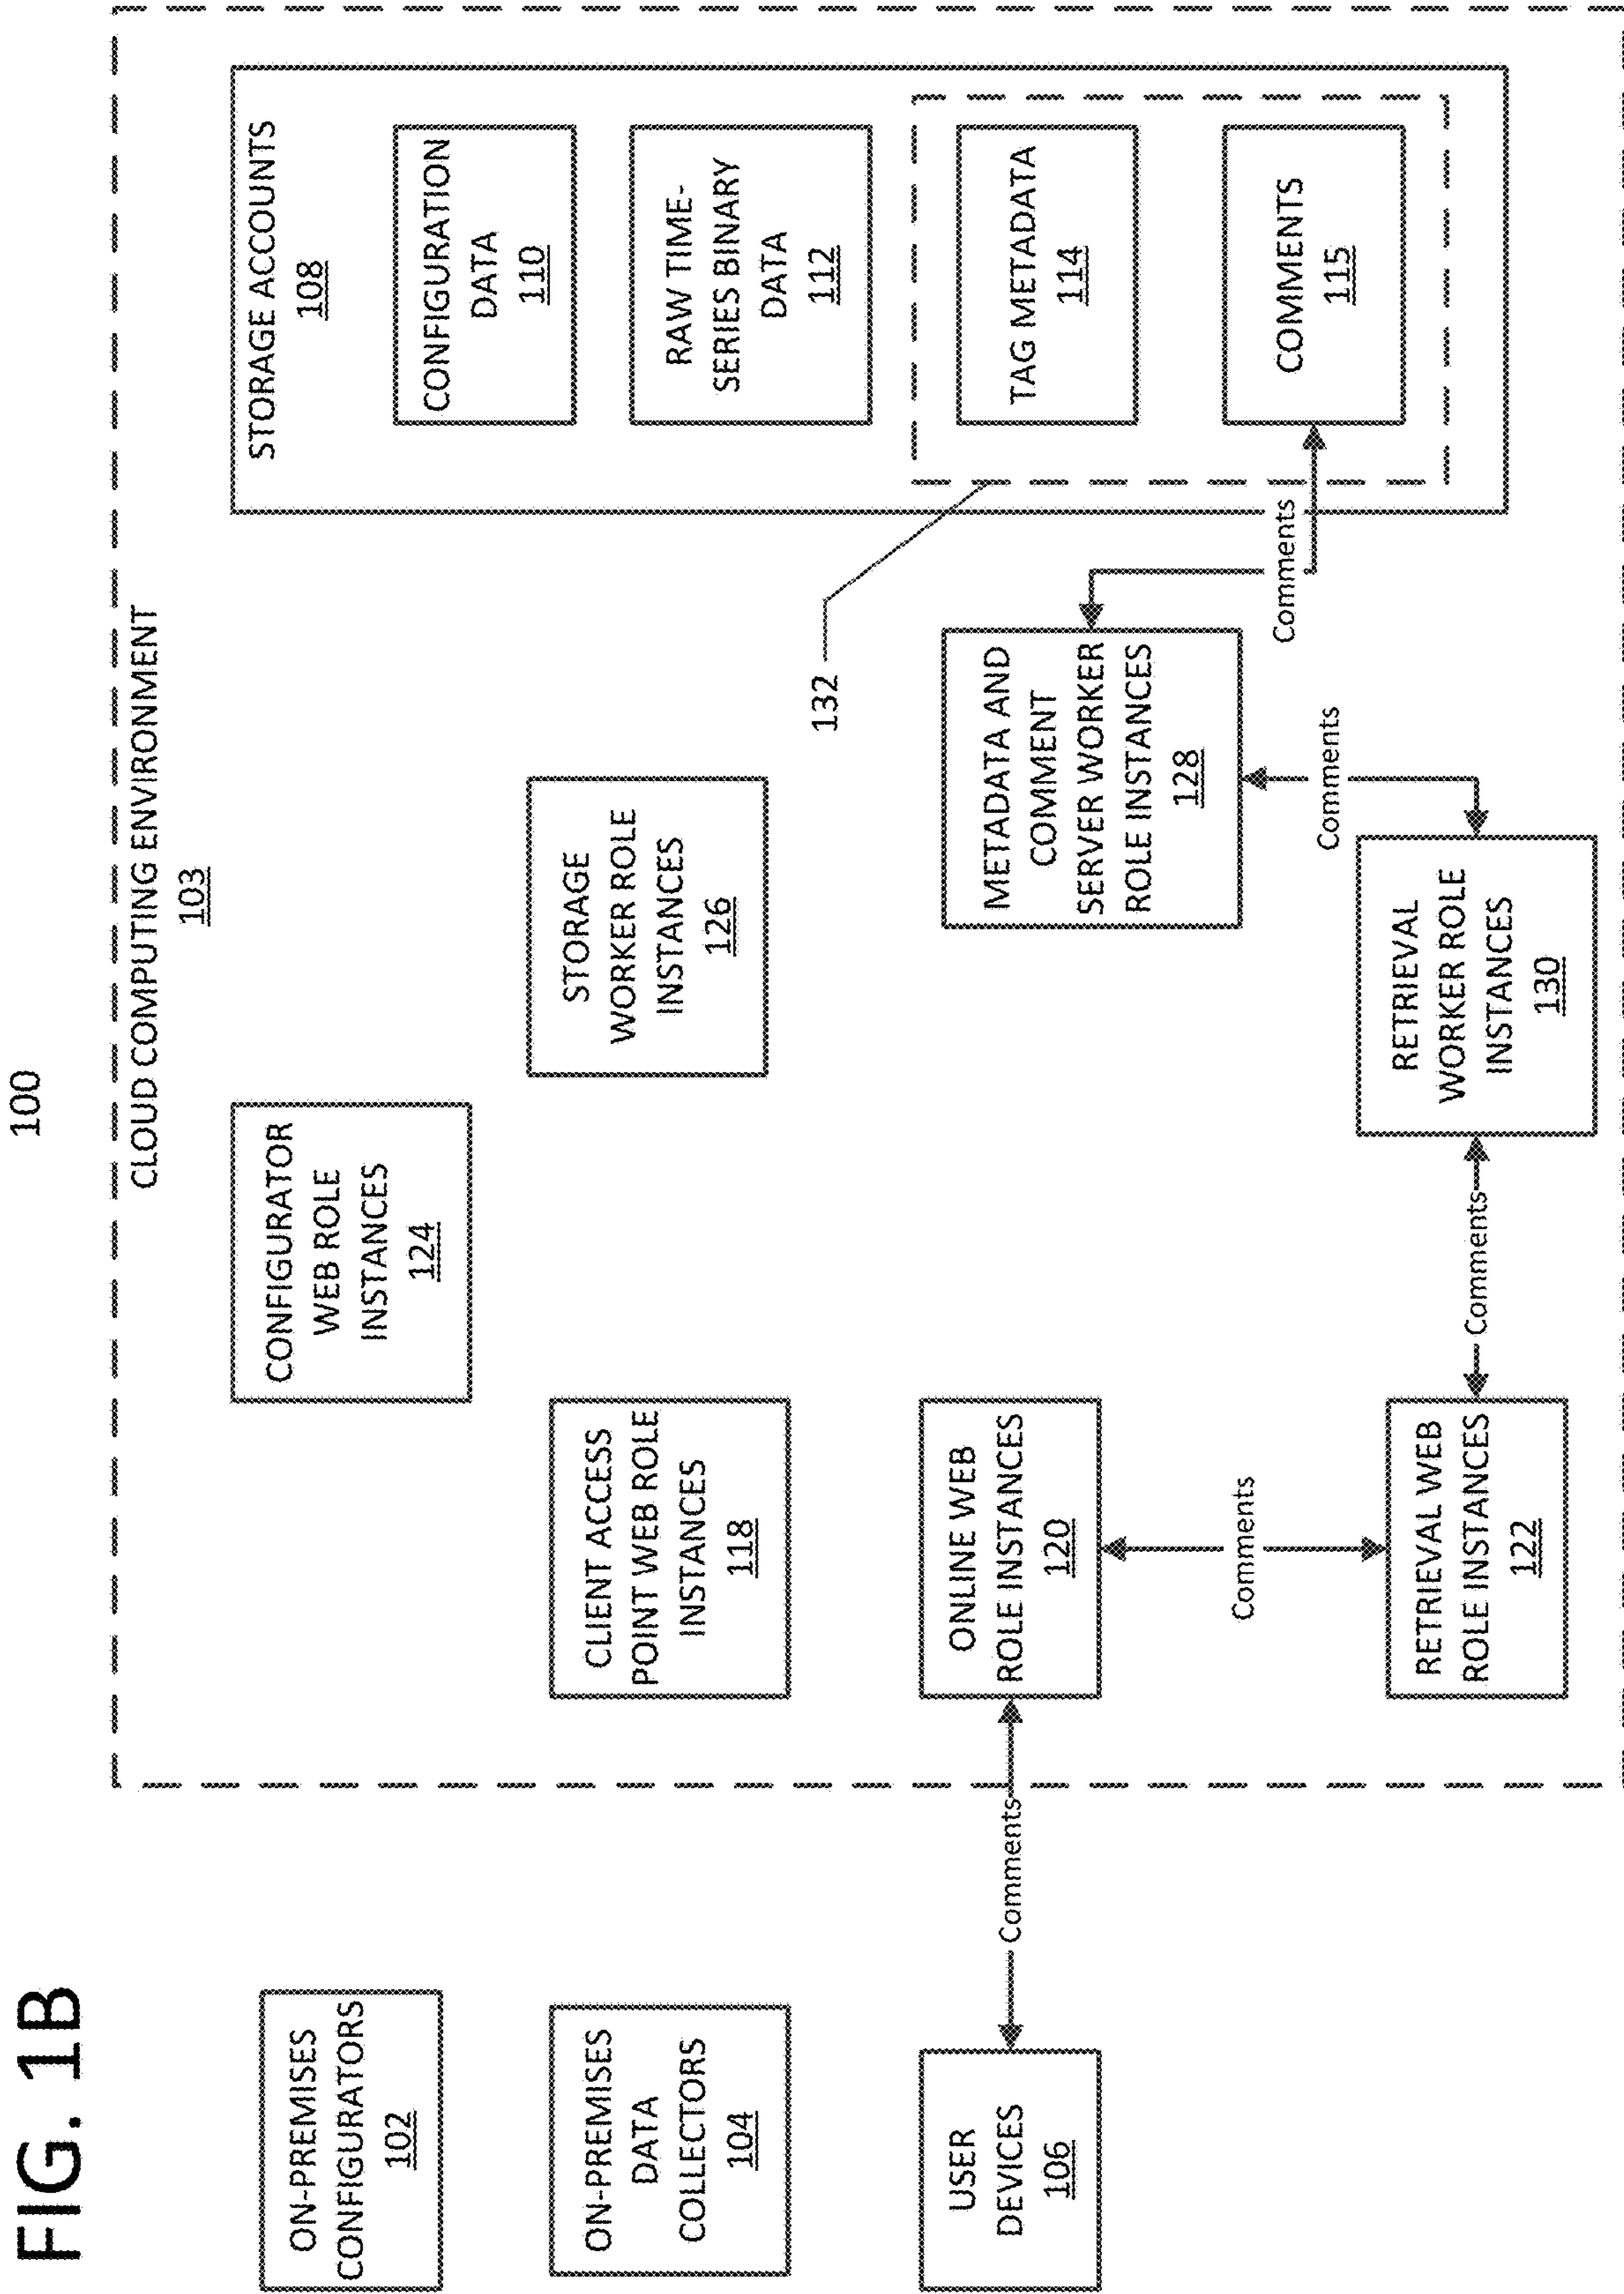 FIG. 1B
100
CLOUD COMPUTING ENVIRONMENT
103
ON-PREMISES
CONFIGURATORS
102
ON-PREMISES
DATA
COLLECTORS
104
USER
DEVICES
106
CONFIGURATOR
WEB ROLE
INSTANCES
124
CLIENT ACCESS
POINT WEB ROLE
INSTANCES
118
ONLINE WEB
ROLE INSTANCES
120
RETRIEVAL WEB
ROLE INSTANCES
122
STORAGE
WORKER ROLE
INSTANCES
126
METADATA AND
COMMENT
SERVER WORKER
ROLE INSTANCES
128
RETRIEVAL
WORKER ROLE
INSTANCES
130
132
STORAGE ACCOUNTS
108
CONFIGURATION
DATA
110
RAW TIME-
SERIES BINARY
DATA
112
TAG METADATA
114
COMMENTS
115
Comments
Comments
Comments
Comments
Comments